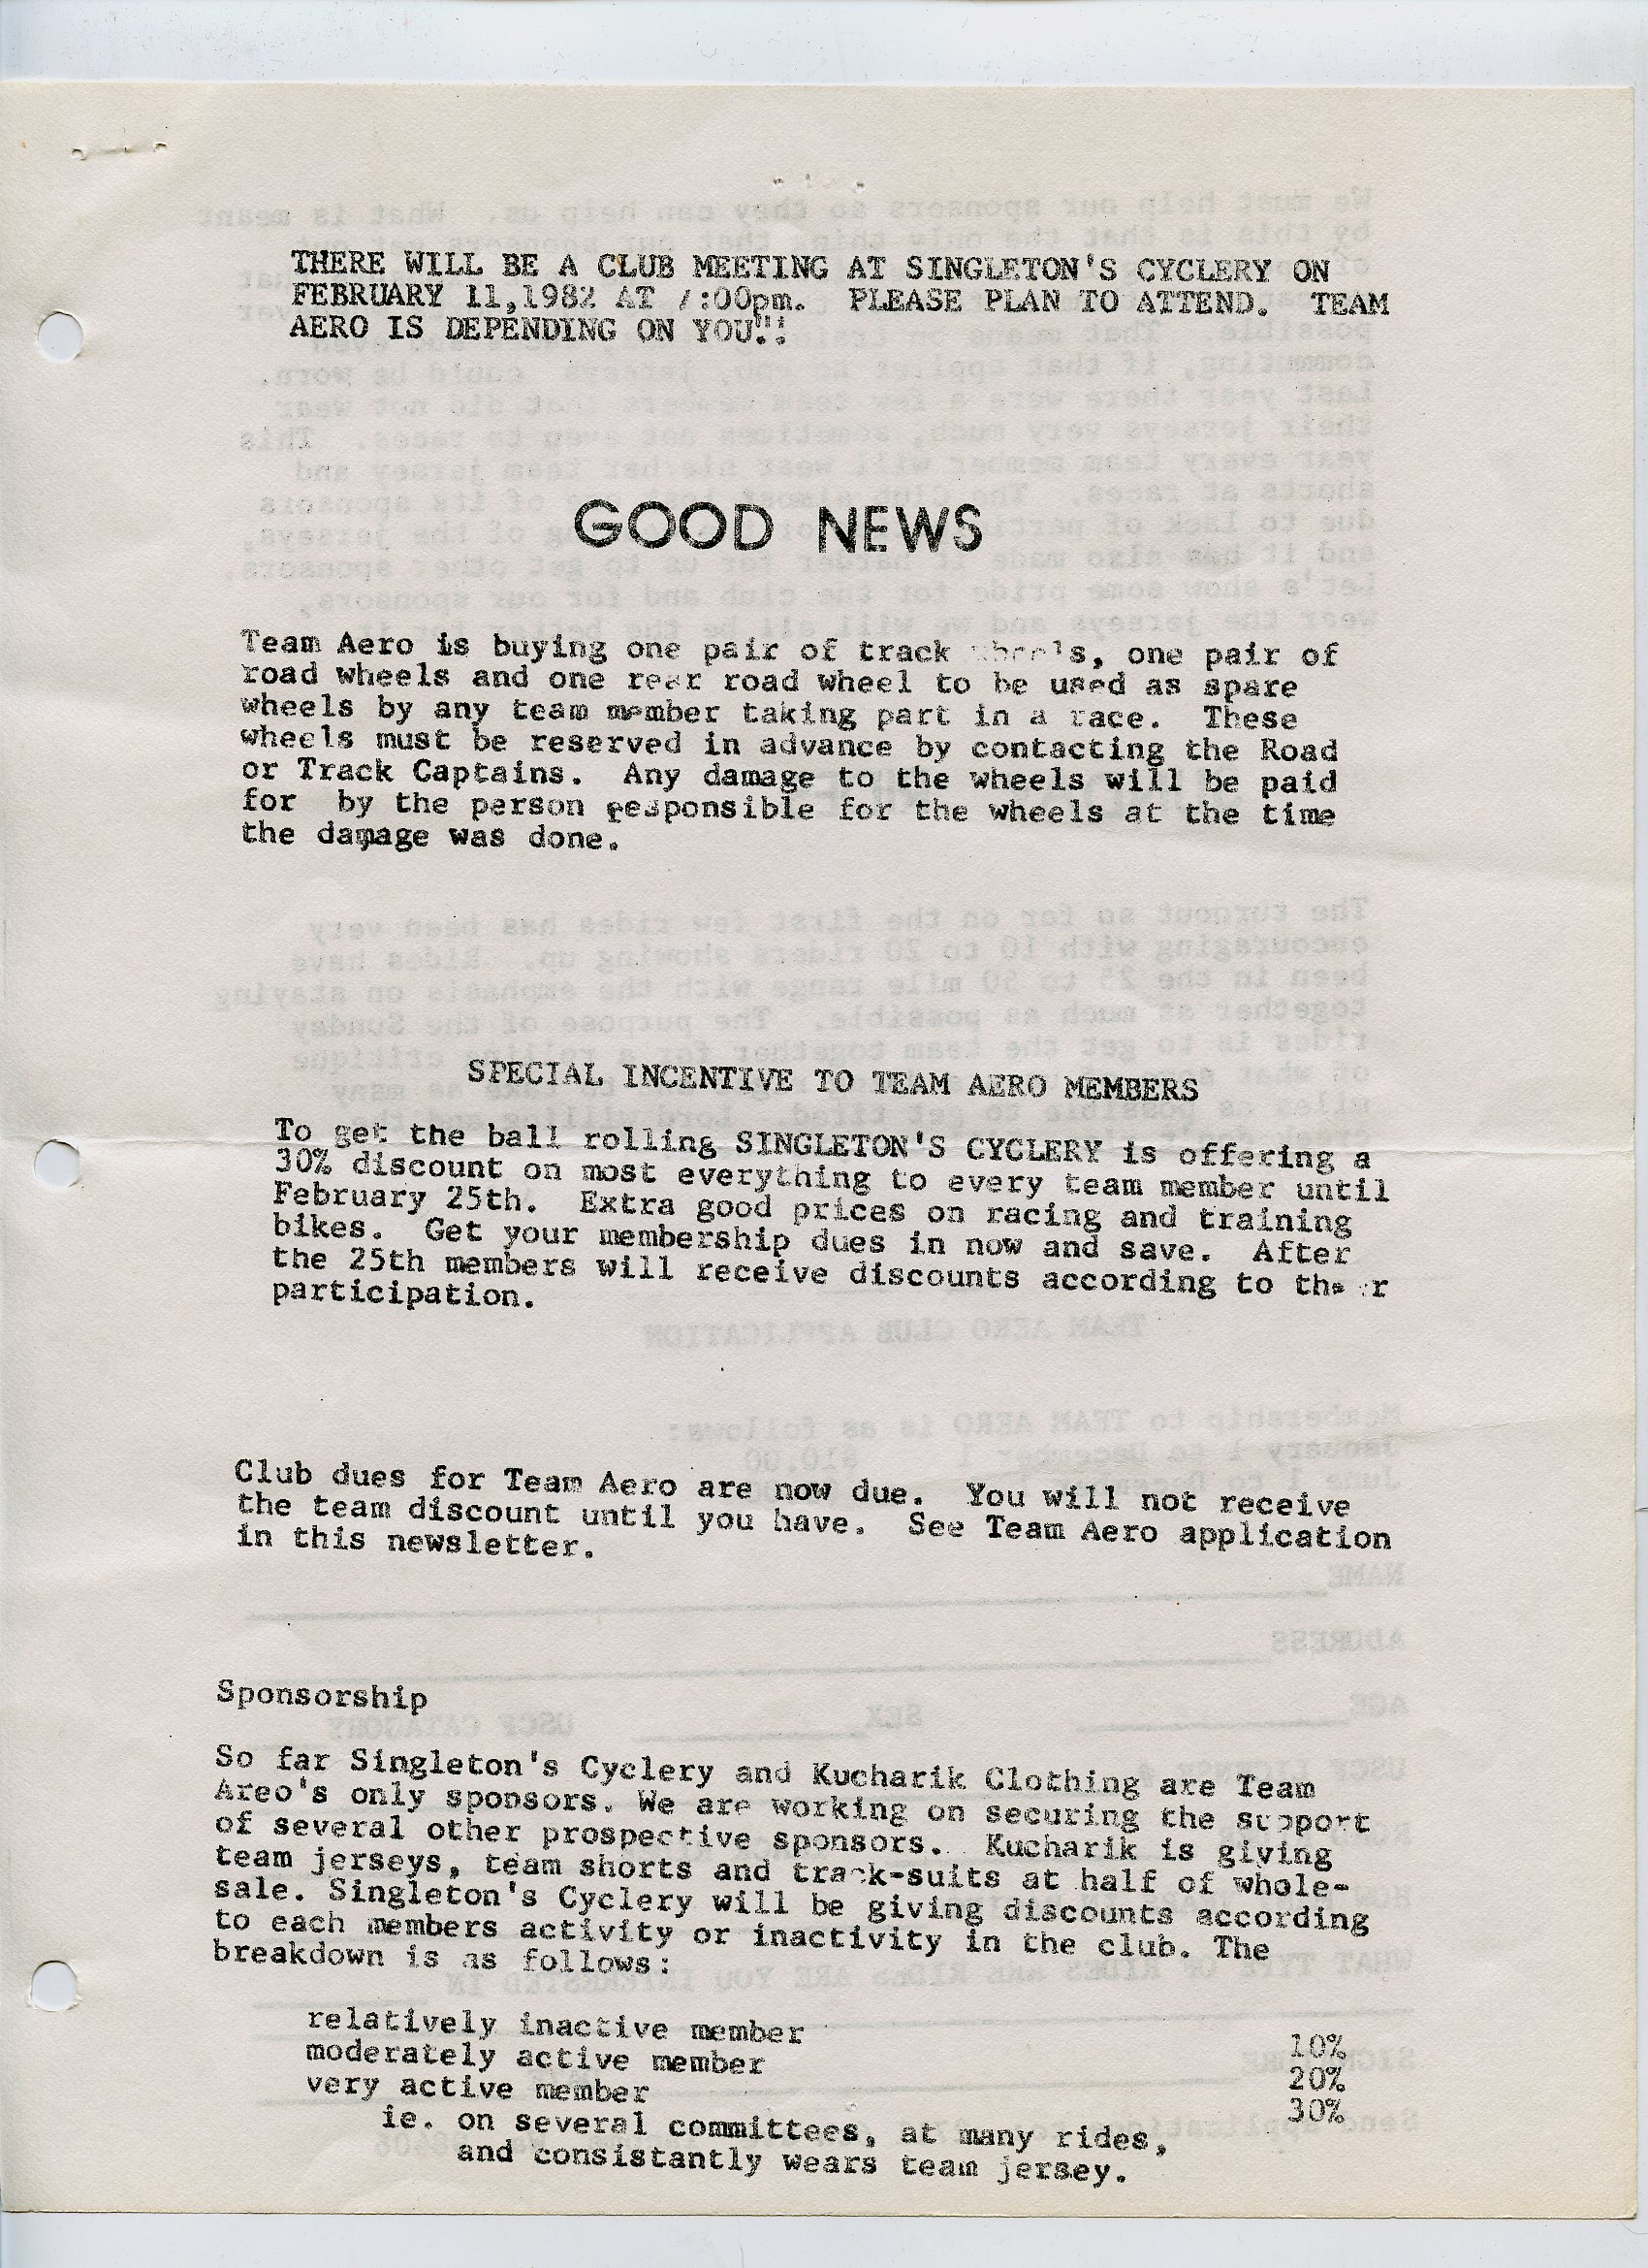 THERE WILL BE A CLUB MEETING AT SINGLETON'S CYCLERY ON
FEBRUARY 11,1982 AT 7:00pm. PLEASE PLAN TO ATTEND. TEAM
AERO IS DEPENDING ON YOU!!!
GOOD NEWS
Team Aero is buying one pair of track wheels, one pair of
road wheels and one rear road wheel to be used as spare
wheels by any team member taking part in a race. These
wheels must be reserved in advance by contacting the Road
or Track Captains. Any damage to the wheels will be paid
for by the person responsible for the wheels at the time
the damage was done.
SPECIAL INCENTIVE TO TEAM AERO MEMBERS
To get the ball rolling SINGLETON'S CYCLERY is offering a
30% discount on most everything to every team member until
February 25th. Extra good prices on racing and training
bikes. Get your membership dues in now and save. After
the 25th members will receive discounts according to their
participation.
Club dues for Team Aero are now due. You will not receive
the team discount until you have. See Team Aero application
in this newsletter.
Sponsorship
So far Singleton's Cyclery and Kucharik Clothing are Team
Areo's only sponsors. We are working on securing the support
of several other prospective sponsors. Kucharik is giving
team jerseys, team shorts and track-suits at half of whole-
sale. Singleton's Cyclery will be giving discounts according
to each members activity or inactivity in the club. The
breakdown is as follows:
relatively inactive member 10%
moderately active member 20%
very active member 30%
ie. on several committees, at many rides,
and consistantly wears team jersey.